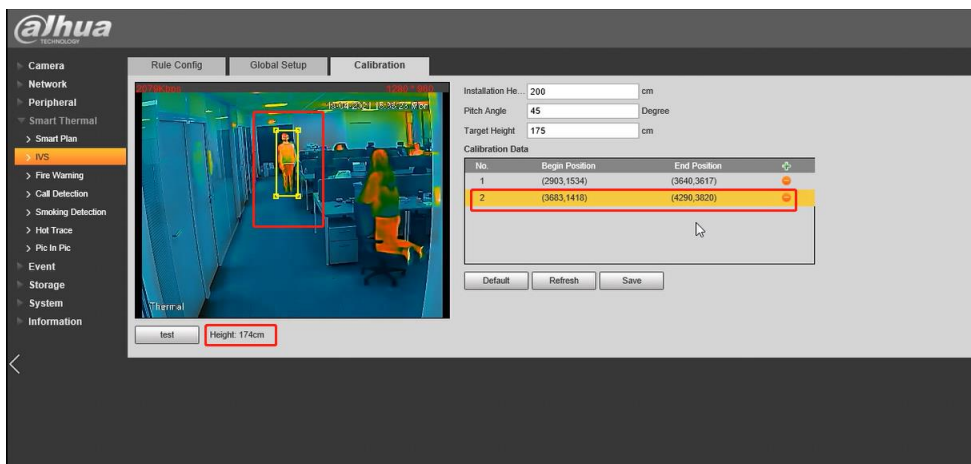 alhua
TECHNOLOGY
Camera
Network
Peripheral
Smart Thermal
> Smart Plan
> IVS
> Fire Warning
> Call Detection
> Smoking Detection
> Hot Trace
> Pic In Pic
Event
Storage
System
Information
Rule Config
Global Setup
Calibration
Thermal
test
Height: 174cm
Installation He... 200 cm
Pitch Angle 45 Degree
Target Height 175 cm
Calibration Data
No. Begin Position End Position
1 (2903,1534) (3640,3617)
2 (3683,1418) (4290,3820)
Default Refresh Save